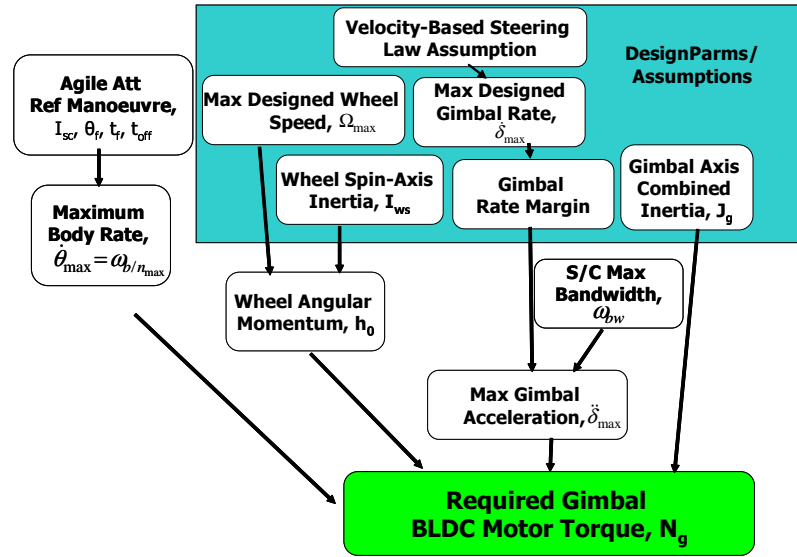 Velocity-Based Steering
Law Assumption
DesignParms/
Assumptions
Agile Att
Ref Manoeuvre,
I_sc, θ_f, t_f, t_off
Max Designed Wheel
Speed, Ω_max
Max Designed
Gimbal Rate,
δ̇_max
Wheel Spin-Axis
Inertia, I_ws
Gimbal
Rate Margin
Gimbal Axis
Combined
Inertia, J_g
Maximum
Body Rate,
θ̇_max = ω_b/n_max
S/C Max
Bandwidth,
ω_bw
Wheel Angular
Momentum, h_0
Max Gimbal
Acceleration, δ̈_max
Required Gimbal
BLDC Motor Torque, N_g